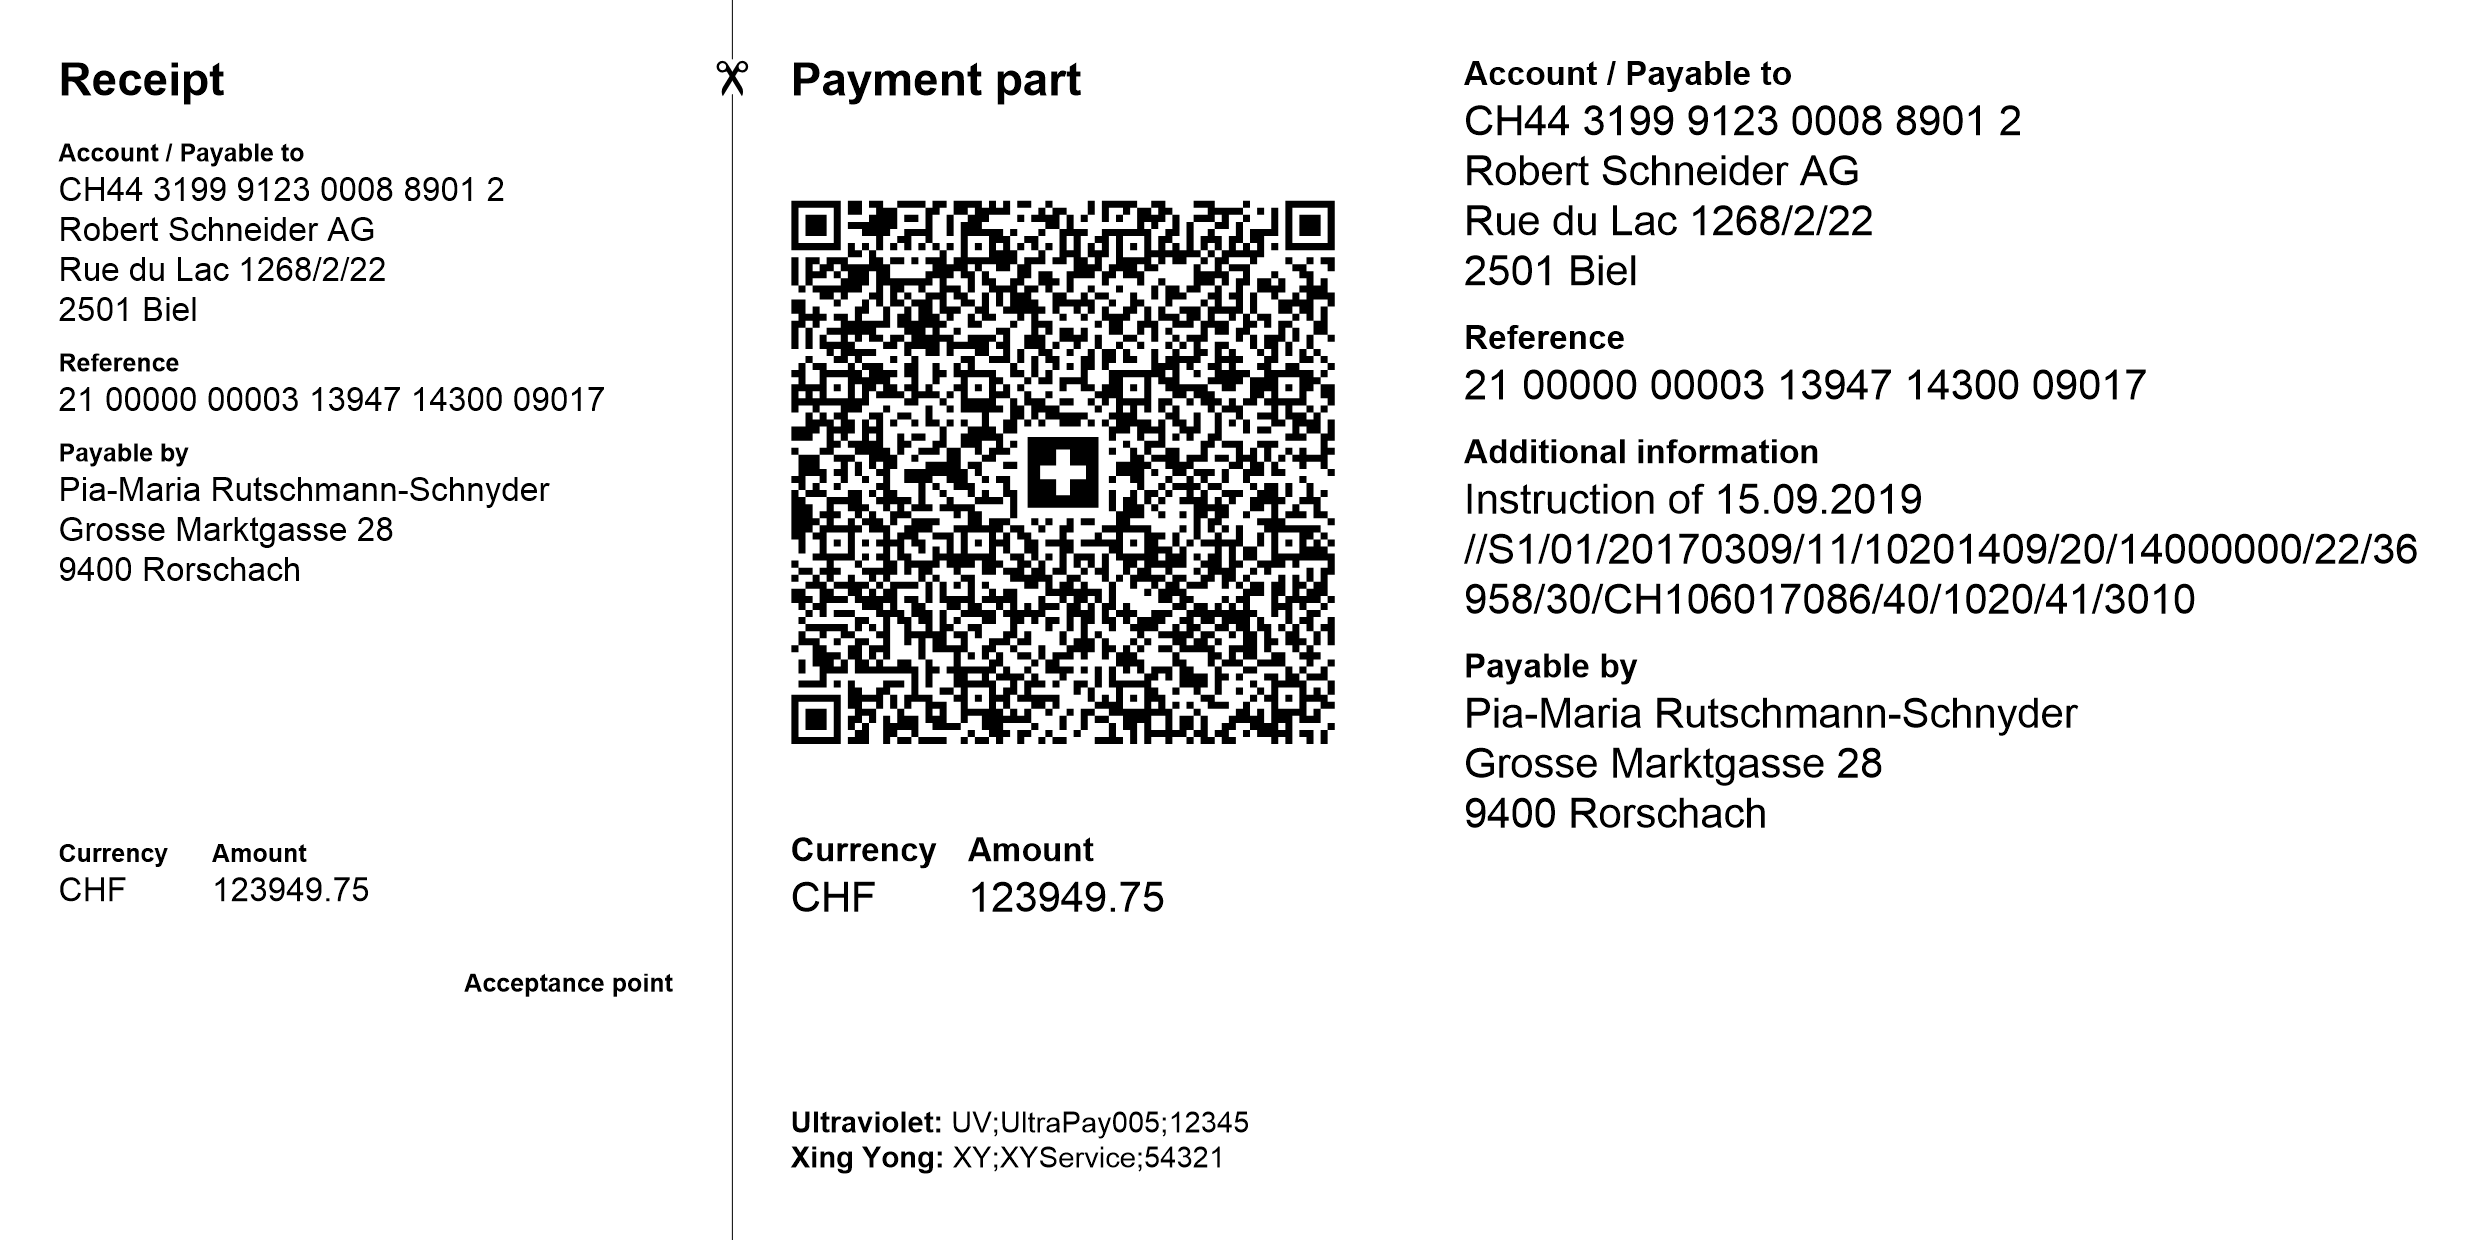 Receipt
Account / Payable to
CH44 3199 9123 0008 8901 2
Robert Schneider AG
Rue du Lac 1268/2/22
2501 Biel
Reference
21 00000 00003 13947 14300 09017
Payable by
Pia-Maria Rutschmann-Schnyder
Grosse Marktgasse 28
9400 Rorschach
Currency Amount
CHF 123949.75
Acceptance point
Payment part
Currency Amount
CHF 123949.75
Ultraviolet: UV;UltraPay005;12345
Xing Yong: XY;XYService;54321
Account / Payable to
CH44 3199 9123 0008 8901 2
Robert Schneider AG
Rue du Lac 1268/2/22
2501 Biel
Reference
21 00000 00003 13947 14300 09017
Additional information
Instruction of 15.09.2019
//S1/01/20170309/11/10201409/20/14000000/22/36
958/30/CH106017086/40/1020/41/3010
Payable by
Pia-Maria Rutschmann-Schnyder
Grosse Marktgasse 28
9400 Rorschach